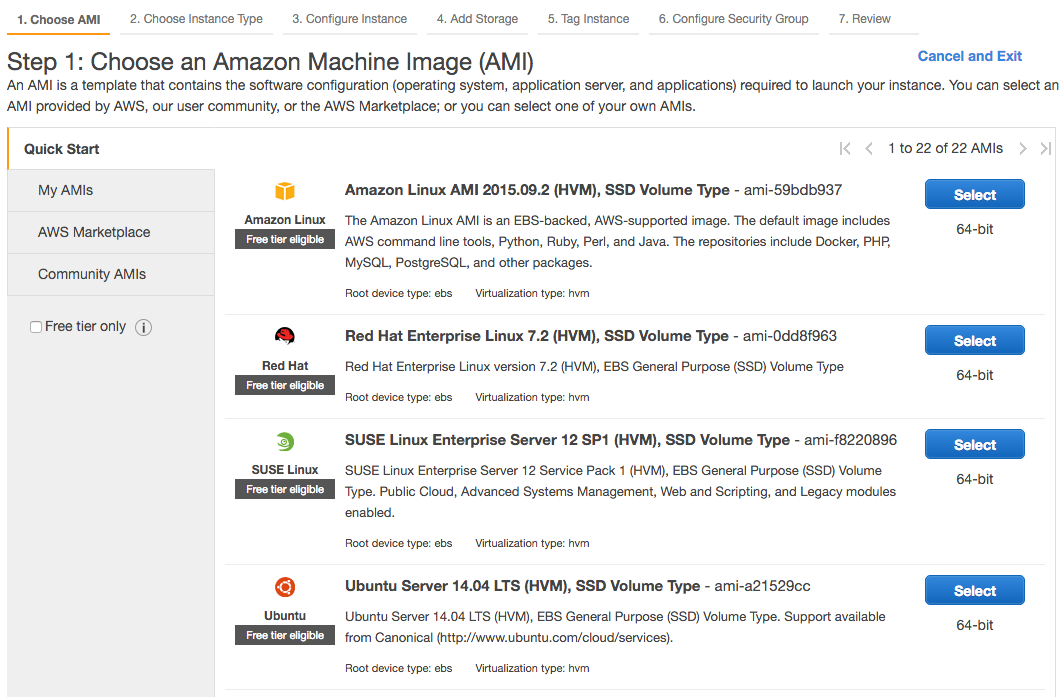 1. Choose AMI
2. Choose Instance Type
3. Configure Instance
4. Add Storage
5. Tag Instance
6. Configure Security Group
7. Review
Step 1: Choose an Amazon Machine Image (AMI)
Cancel and Exit
An AMI is a template that contains the software configuration (operating system, application server, and applications) required to launch your instance. You can select an
AMI provided by AWS, our user community, or the AWS Marketplace; or you can select one of your own AMIs.
Quick Start
1 to 22 of 22 AMIs
My AMIs
AWS Marketplace
Community AMIs
Free tier only
Amazon Linux
Free tier eligible
Amazon Linux AMI 2015.09.2 (HVM), SSD Volume Type - ami-59bdb937
The Amazon Linux AMI is an EBS-backed, AWS-supported image. The default image includes
AWS command line tools, Python, Ruby, Perl, and Java. The repositories include Docker, PHP,
MySQL, PostgreSQL, and other packages.
Root device type: ebs Virtualization type: hvm
Select
64-bit
Red Hat
Free tier eligible
Red Hat Enterprise Linux 7.2 (HVM), SSD Volume Type - ami-0dd8f963
Red Hat Enterprise Linux version 7.2 (HVM), EBS General Purpose (SSD) Volume Type
Root device type: ebs Virtualization type: hvm
Select
64-bit
SUSE Linux
Free tier eligible
SUSE Linux Enterprise Server 12 SP1 (HVM), SSD Volume Type - ami-f8220896
SUSE Linux Enterprise Server 12 Service Pack 1 (HVM), EBS General Purpose (SSD) Volume
Type. Public Cloud, Advanced Systems Management, Web and Scripting, and Legacy modules
enabled.
Root device type: ebs Virtualization type: hvm
Select
64-bit
Ubuntu
Free tier eligible
Ubuntu Server 14.04 LTS (HVM), SSD Volume Type - ami-a21529cc
Ubuntu Server 14.04 LTS (HVM), EBS General Purpose (SSD) Volume Type. Support available
from Canonical (http://www.ubuntu.com/cloud/services).
Root device type: ebs Virtualization type: hvm
Select
64-bit